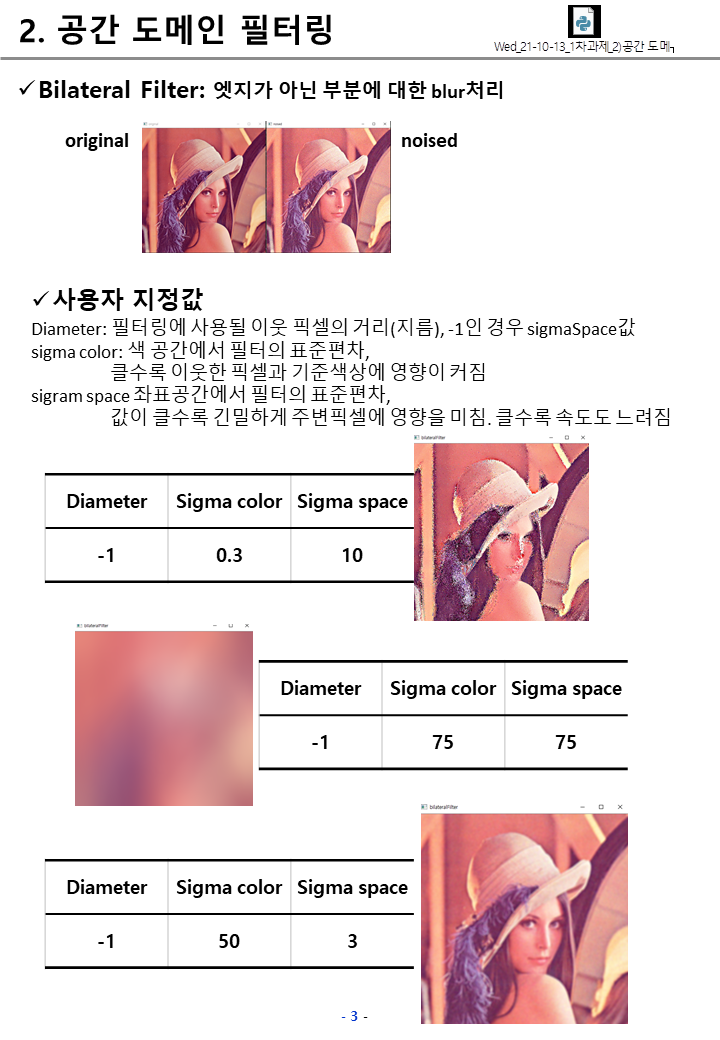 2. 공간 도메인 필터링
Wed_21-10-13_1차과제_2)공간 도메
✓Bilateral Filter: 엣지가 아닌 부분에 대한 blur처리
original
noised
✓사용자 지정값
Diameter: 필터링에 사용될 이웃 픽셀의 거리(지름), -1인 경우 sigmaSpace값
sigma color: 색 공간에서 필터의 표준편차,
클수록 이웃한 픽셀과 기준색상에 영향이 커짐
sigram space 좌표공간에서 필터의 표준편차,
값이 클수록 긴밀하게 주변픽셀에 영향을 미침. 클수록 속도도 느려짐
bilateralFilter
Diameter Sigma color Sigma space
-1 0.3 10
bilateralFilter
Diameter Sigma color Sigma space
-1 75 75
bilateralFilter
Diameter Sigma color Sigma space
-1 50 3
- 3 -